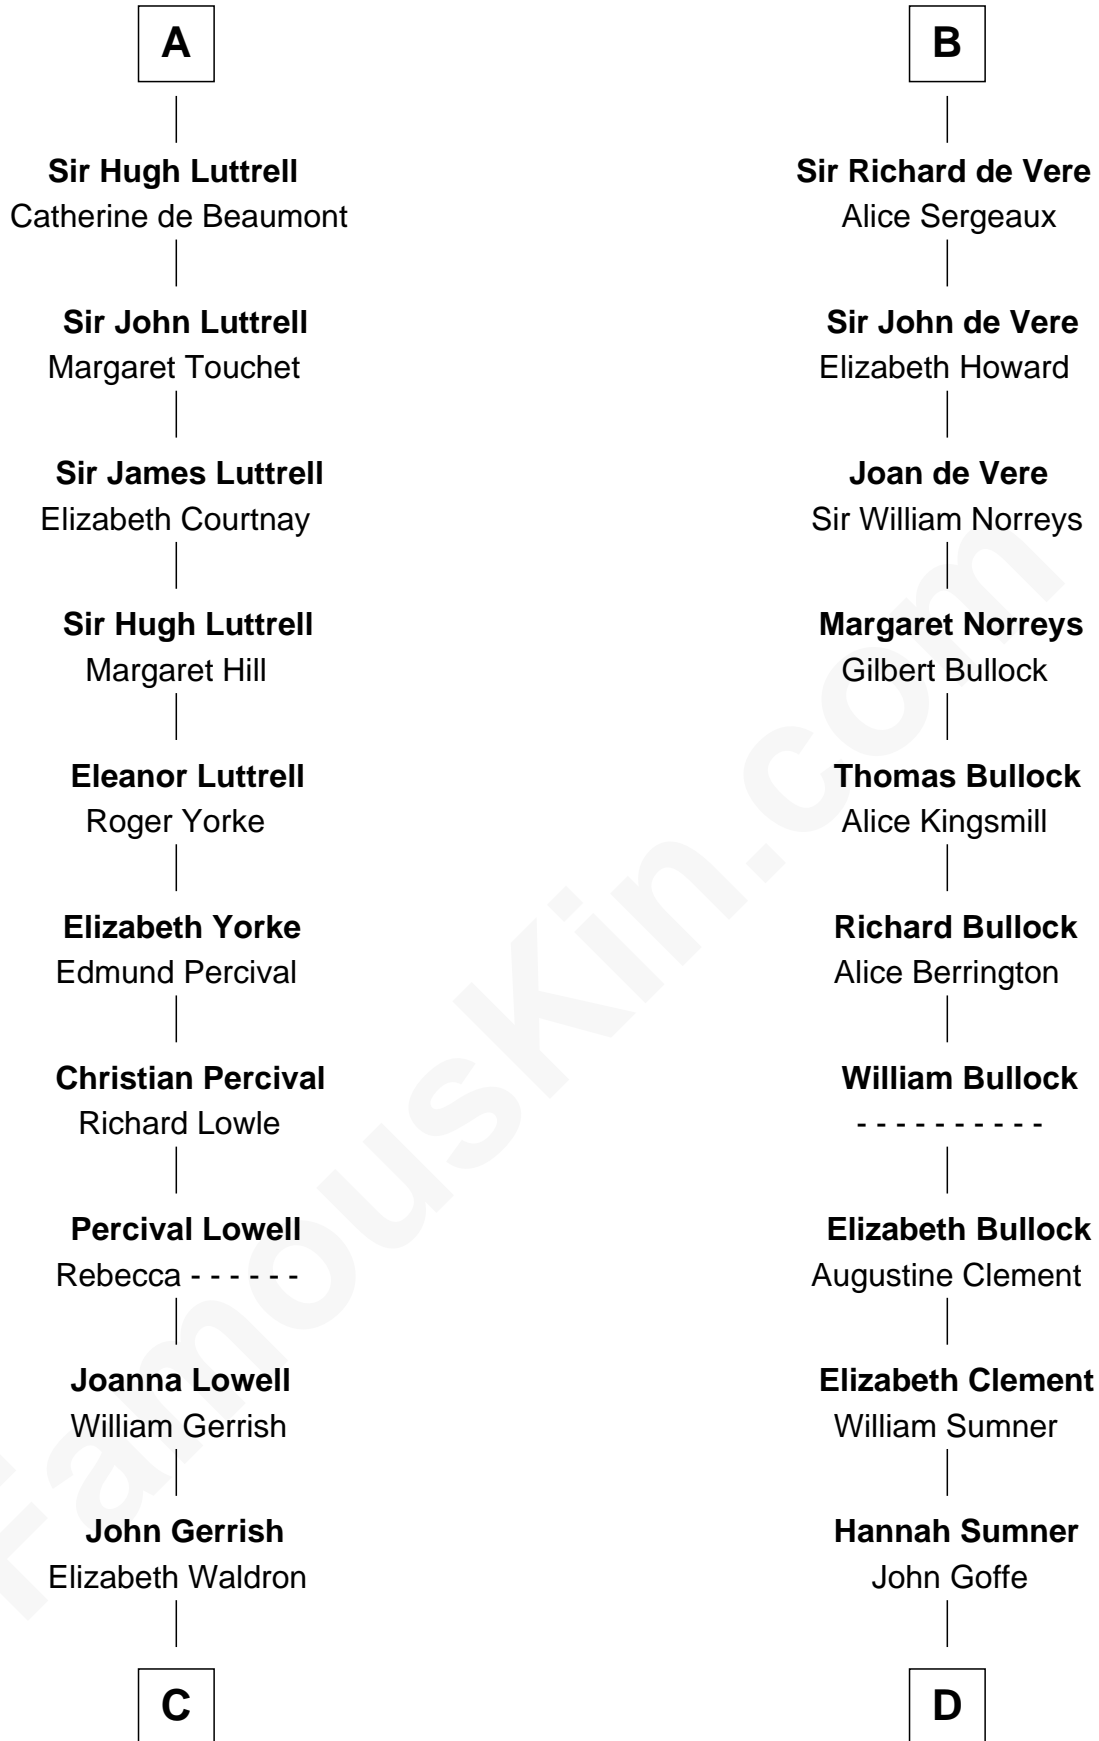 A
Sir Hugh Luttrell
Catherine de Beaumont
Sir John Luttrell
Margaret Touchet
Sir James Luttrell
Elizabeth Courtnay
Sir Hugh Luttrell
Margaret Hill
Eleanor Luttrell
Roger Yorke
Elizabeth Yorke
Edmund Percival
Christian Percival
Richard Lowle
Percival Lowell
Rebecca - - - - - -
Joanna Lowell
William Gerrish
John Gerrish
Elizabeth Waldron
C
B
Sir Richard de Vere
Alice Sergeaux
Sir John de Vere
Elizabeth Howard
Joan de Vere
Sir William Norreys
Margaret Norreys
Gilbert Bullock
Thomas Bullock
Alice Kingsmill
Richard Bullock
Alice Berrington
William Bullock
- - - - - - - - - -
Elizabeth Bullock
Augustine Clement
Elizabeth Clement
William Sumner
Hannah Sumner
John Goffe
D
FamousKin.com